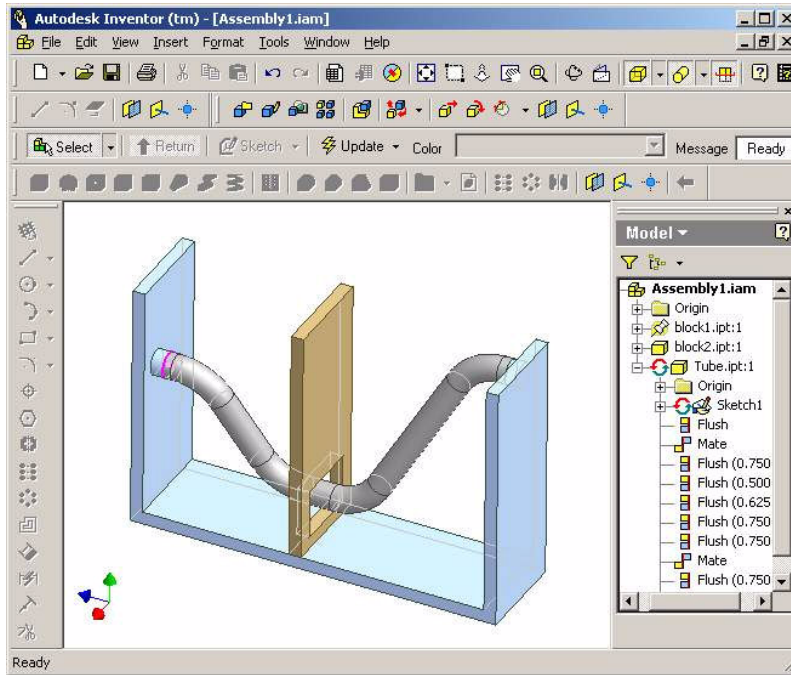 Autodesk Inventor (tm) - [Assembly1.iam]
File Edit View Insert Format Tools Window Help
Select Return Sketch Update Color Message Ready
Model
Assembly1.iam
Origin
block1.ipt:1
block2.ipt:1
Tube.ipt:1
Origin
Sketch1
Flush
Mate
Flush (0.750
Flush (0.500
Flush (0.625
Flush (0.750
Flush (0.750
Mate
Flush (0.750
Ready